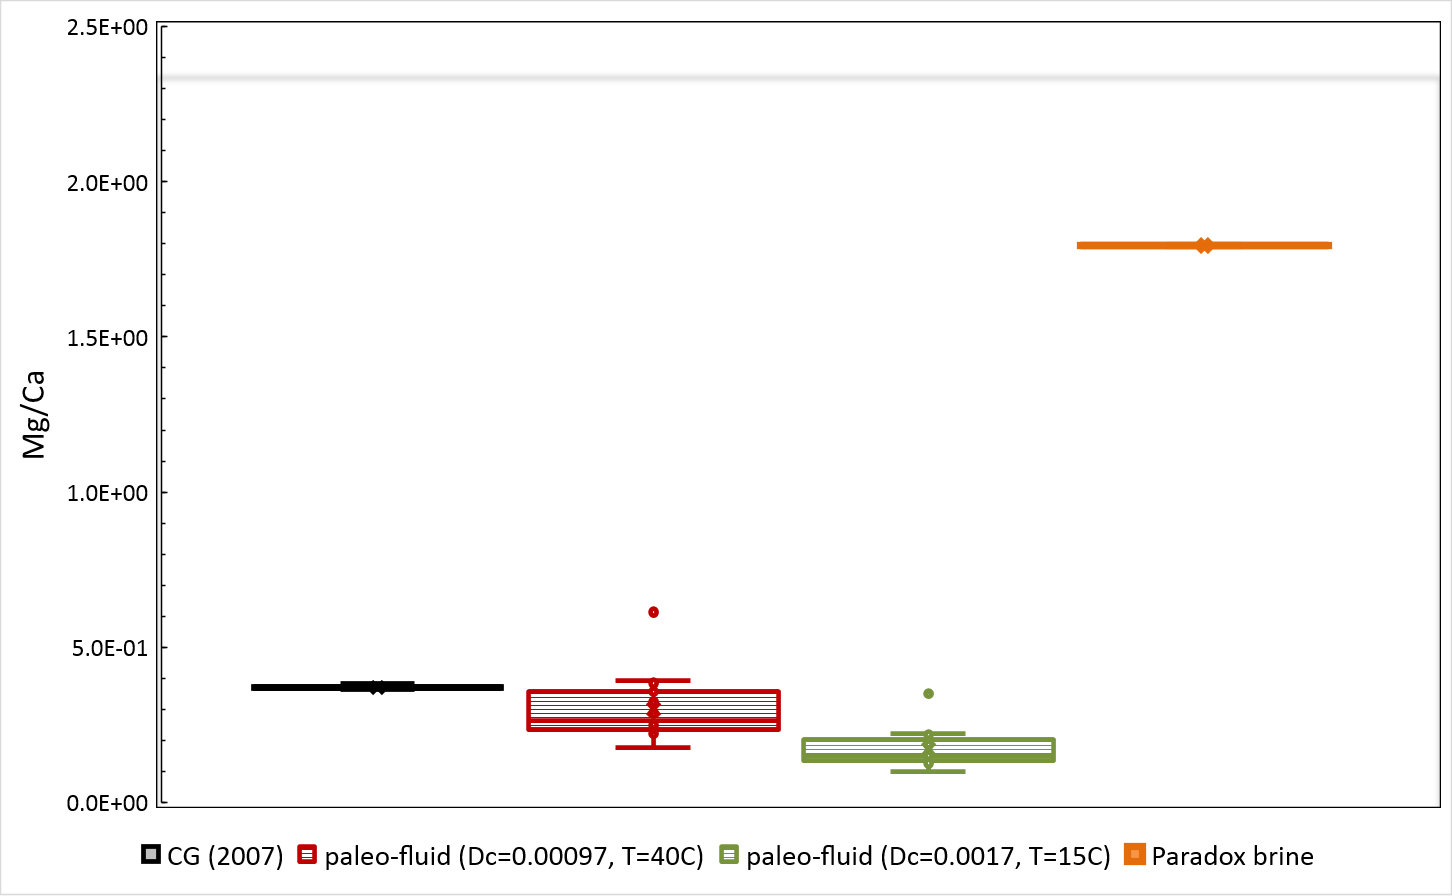 2.5E+00
2.0E+00
1.5E+00
1.0E+00
5.0E-01
0.0E+00
Mg/Ca
CG (2007) paleo-fluid (Dc=0.00097, T=40C) paleo-fluid (Dc=0.0017, T=15C) Paradox brine